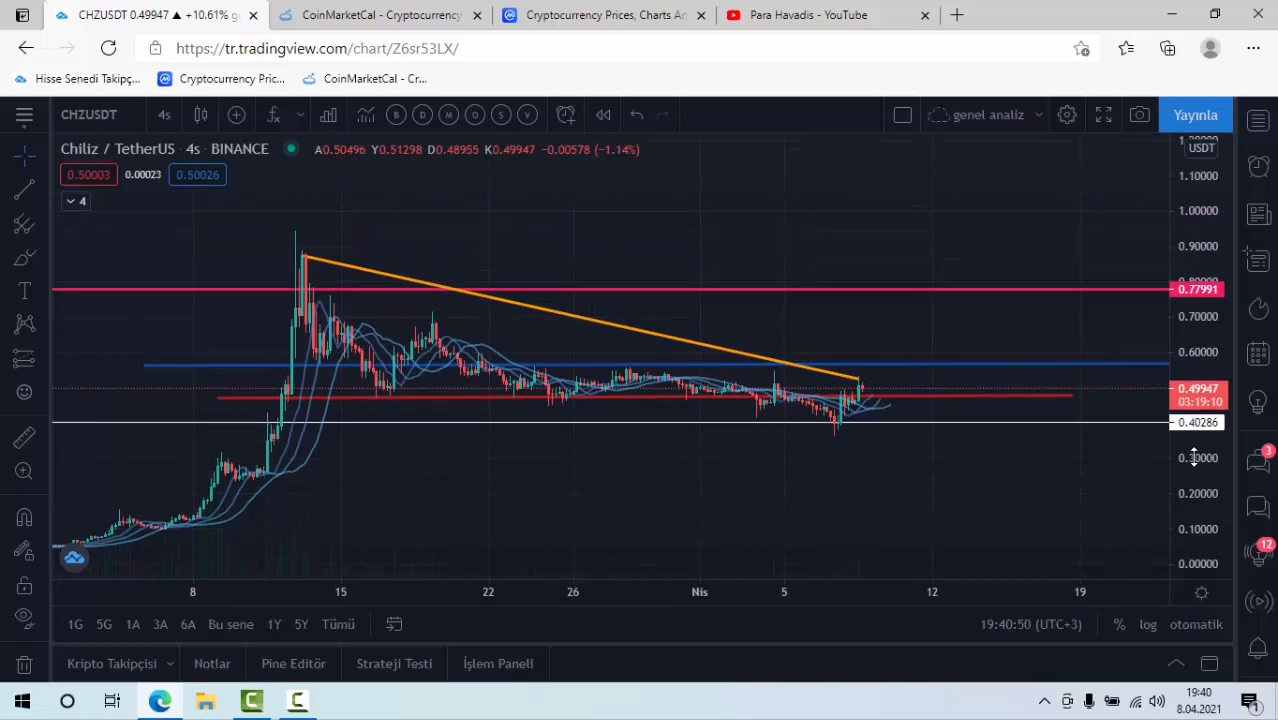 CHZUSDT 0.49947 ▲ +10.61% ge
CoinMarketCal - Cryptocurrency
Cryptocurrency Prices, Charts An
Para Havadis - YouTube
https://tr.tradingview.com/chart/Z6sr53LX/
Hisse Senedi Takipç...
Cryptocurrency Pric...
CoinMarketCal - Cr...
CHZUSDT 4s B D M O S V genel analiz Yayınla
Chiliz / TetherUS · 4s · BINANCE A0.50496 Y0.51298 D0.48955 K0.49947 -0.00578 (-1.14%)
USDT
0.50003 0.00023 0.50026
1.10000
4
1.00000
0.90000
0.77991
0.70000
0.60000
0.49947
03:19:10
0.40286
0.30000
3
0.20000
0.10000
12
0.00000
8 15 22 26 Nis 5 12 19
1G 5G 1A 3A 6A Bu sene 1Y 5Y Tümü 19:40:50 (UTC+3) % log otomatik
Kripto Takipçisi Notlar Pine Editör Strateji Testi İşlem Paneli
19:40
8.04.2021
1